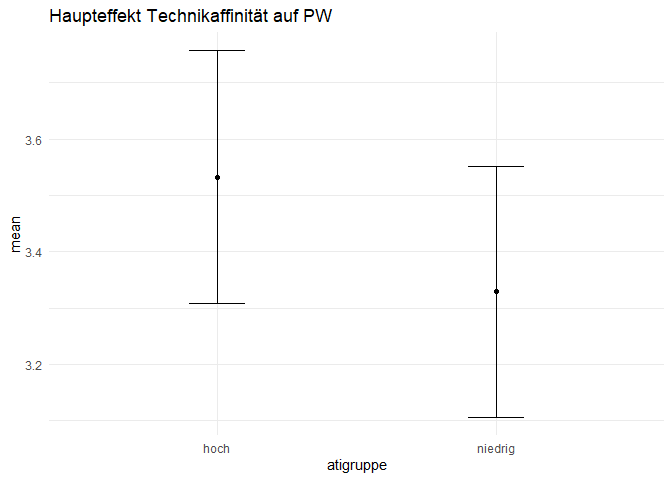 Haupteffekt Technikaffinität auf PW
mean
3.6
3.4
3.2
hoch
niedrig
atigruppe